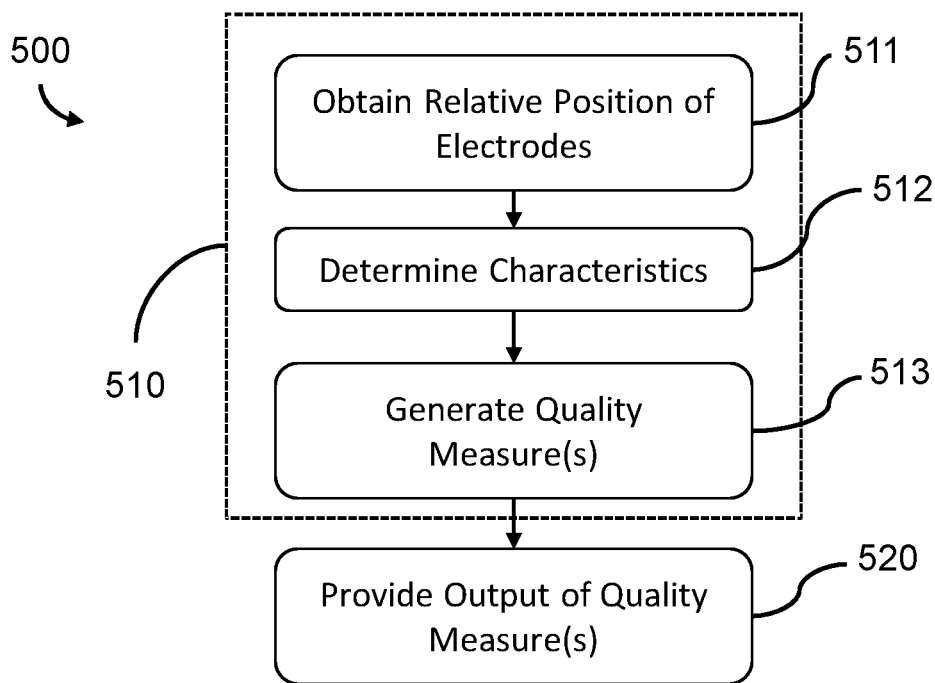 500
511
Obtain Relative Position of
Electrodes
512
Determine Characteristics
510
513
Generate Quality
Measure(s)
520
Provide Output of Quality
Measure(s)